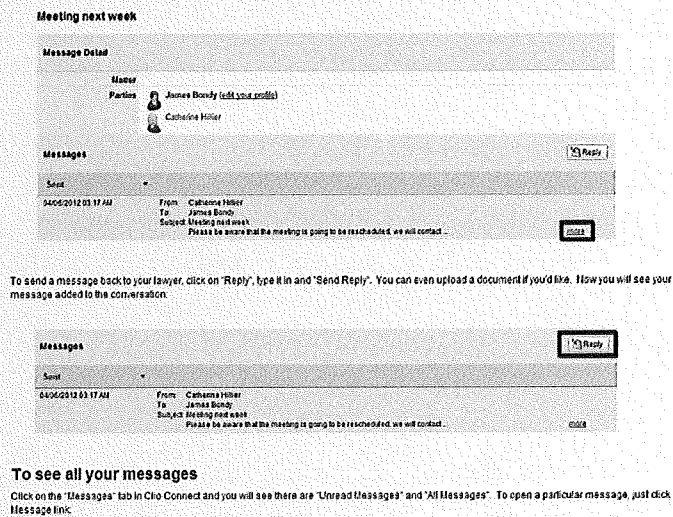 Meeting next week
Message Detail
Matter
Parties James Bondy (edit your profile)
Catherine Hillier
Messages Reply
Sent
04/06/2012 03:17 AM From: Catherine Hillier
To: James Bondy
Subject: Meeting next week
Please be aware that the meeting is going to be rescheduled, we will contact... more
To send a message back to your lawyer, click on "Reply", type it in and "Send Reply". You can even upload a document if you'd like. Now you will see your
message added to the conversation:
Messages Reply
Sent
04/06/2012 03:17 AM From: Catherine Hillier
To: James Bondy
Subject: Meeting next week
Please be aware that the meeting is going to be rescheduled, we will contact... more
To see all your messages
Click on the "Messages" tab in Clio Connect and you will see there are "Unread Messages" and "All Messages". To open a particular message, just click
Message link.